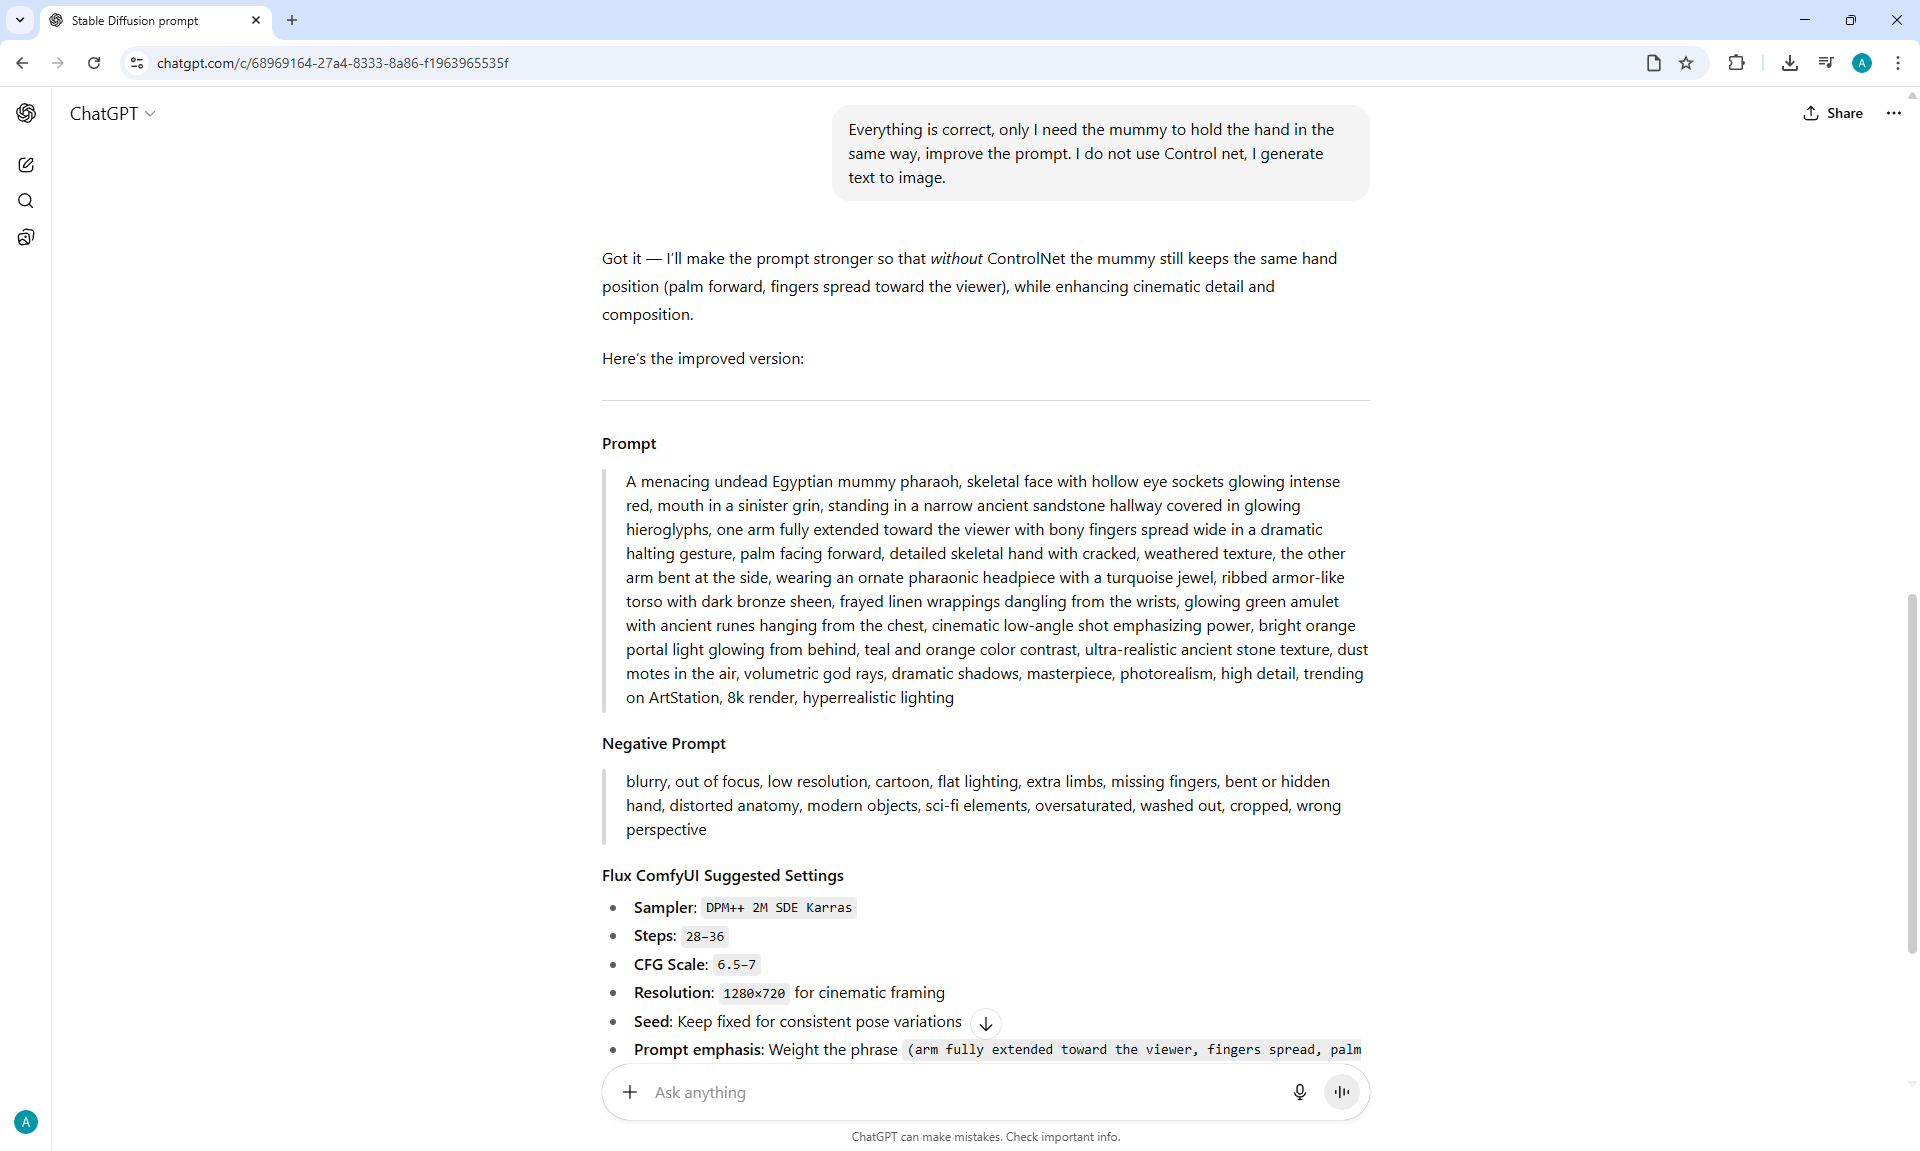 Stable Diffusion prompt
chatgpt.com/c/68969164-27a4-8333-8a86-f1963965535f
A
ChatGPT
Share
Everything is correct, only I need the mummy to hold the hand in the
same way, improve the prompt. I do not use Control net, I generate
text to image.
Got it — I'll make the prompt stronger so that without ControlNet the mummy still keeps the same hand
position (palm forward, fingers spread toward the viewer), while enhancing cinematic detail and
composition.
Here's the improved version:
Prompt
A menacing undead Egyptian mummy pharaoh, skeletal face with hollow eye sockets glowing intense
red, mouth in a sinister grin, standing in a narrow ancient sandstone hallway covered in glowing
hieroglyphs, one arm fully extended toward the viewer with bony fingers spread wide in a dramatic
halting gesture, palm facing forward, detailed skeletal hand with cracked, weathered texture, the other
arm bent at the side, wearing an ornate pharaonic headpiece with a turquoise jewel, ribbed armor-like
torso with dark bronze sheen, frayed linen wrappings dangling from the wrists, glowing green amulet
with ancient runes hanging from the chest, cinematic low-angle shot emphasizing power, bright orange
portal light glowing from behind, teal and orange color contrast, ultra-realistic ancient stone texture, dust
motes in the air, volumetric god rays, dramatic shadows, masterpiece, photorealism, high detail, trending
on ArtStation, 8k render, hyperrealistic lighting
Negative Prompt
blurry, out of focus, low resolution, cartoon, flat lighting, extra limbs, missing fingers, bent or hidden
hand, distorted anatomy, modern objects, sci-fi elements, oversaturated, washed out, cropped, wrong
perspective
Flux ComfyUI Suggested Settings
• Sampler: DPM++ 2M SDE Karras
• Steps: 28–36
• CFG Scale: 6.5–7
• Resolution: 1280×720 for cinematic framing
• Seed: Keep fixed for consistent pose variations
• Prompt emphasis: Weight the phrase (arm fully extended toward the viewer, fingers spread, palm
Ask anything
A
ChatGPT can make mistakes. Check important info.